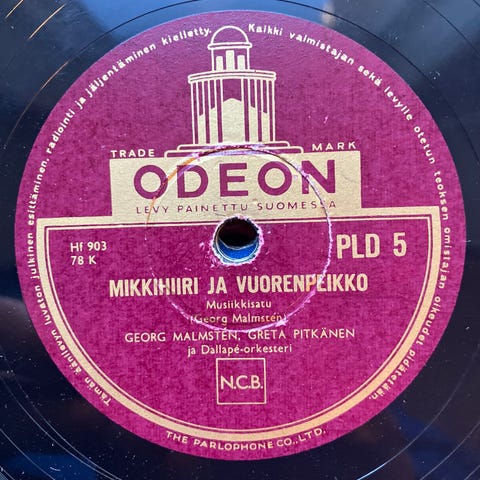 Kaikki valmistajan sekä levylle otetun teoksen omistajan oikeudet pidätetään.
Tämän äänilevyn luvaton julkinen esittäminen, radiointi ja jäljentäminen kielletty.
TRADE MARK
ODEON
LEVY PAINETTU SUOMESSA
Hf 903
78 K
PLD 5
MIKKIHIIRI JA VUORENPEIKKO
Musiikkisatu
(Georg Malmstén)
GEORG MALMSTÉN, GRETA PITKÄNEN
ja Dallapé-orkesteri
N.C.B.
THE PARLOPHONE CO., LTD.